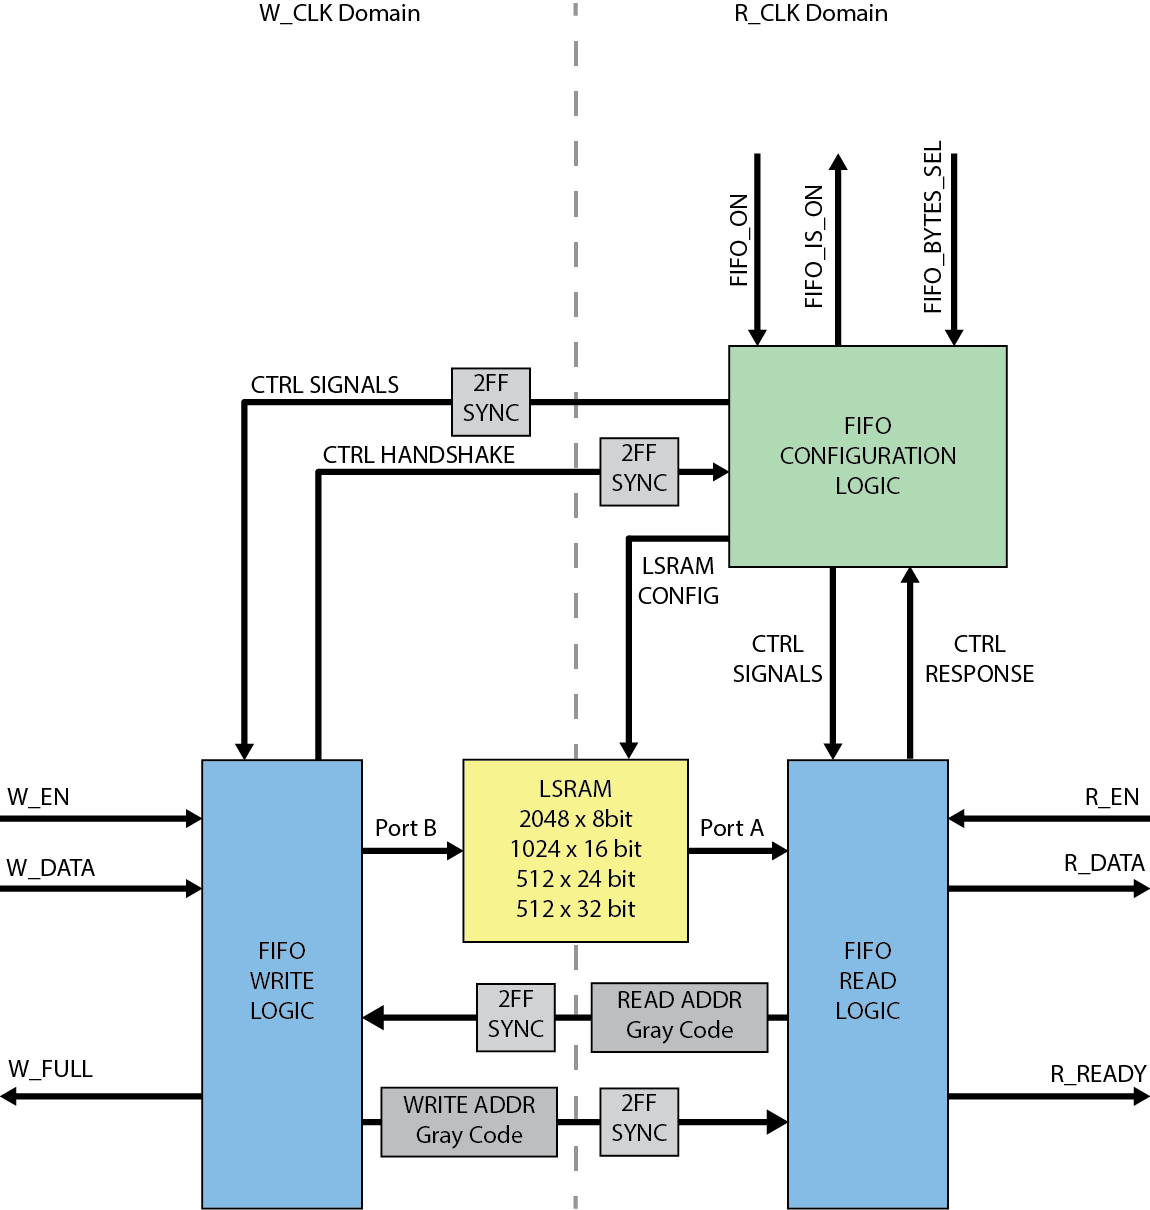 W_CLK Domain
R_CLK Domain
FIFO_ON
FIFO_IS_ON
FIFO_BYTES_SEL
CTRL SIGNALS
2FF
SYNC
CTRL HANDSHAKE
2FF
SYNC
FIFO
CONFIGURATION
LOGIC
LSRAM
CONFIG
CTRL
SIGNALS
CTRL
RESPONSE
W_EN
W_DATA
W_FULL
FIFO
WRITE
LOGIC
Port B
LSRAM
2048 x 8bit
1024 x 16 bit
512 x 24 bit
512 x 32 bit
Port A
FIFO
READ
LOGIC
R_EN
R_DATA
R_READY
2FF
SYNC
READ ADDR
Gray Code
WRITE ADDR
Gray Code
2FF
SYNC